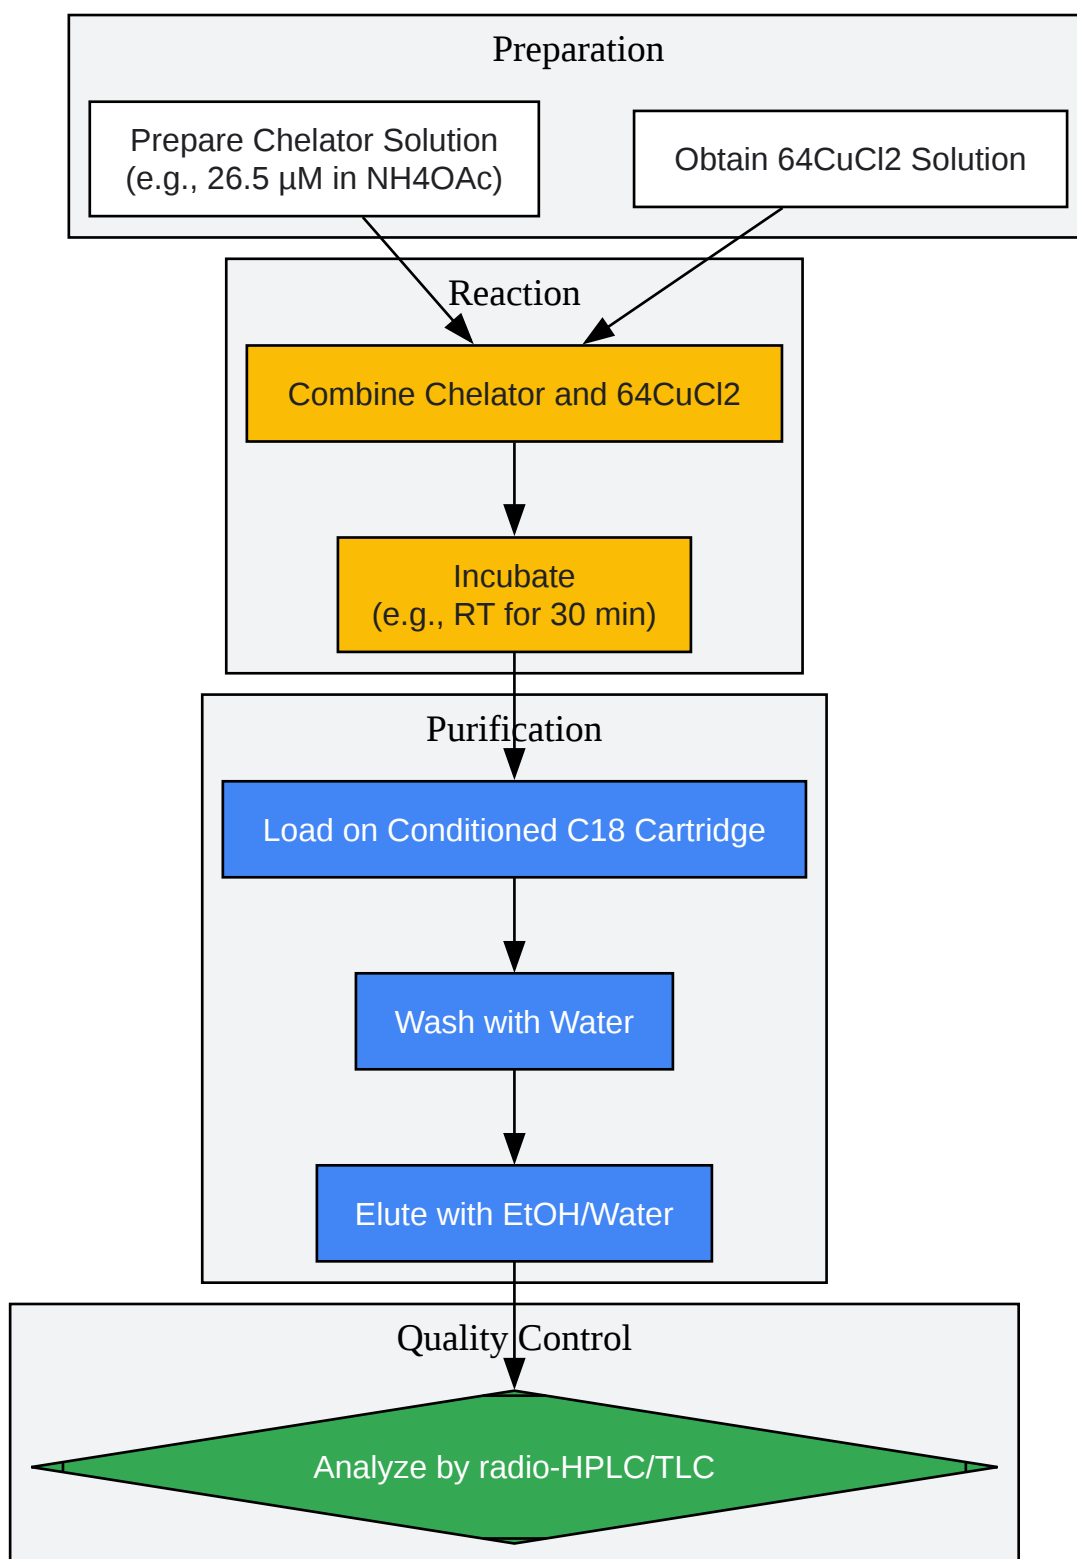 Preparation
Prepare Chelator Solution
(e.g., 26.5 µM in NH4OAc)
Obtain 64CuCl2 Solution
Reaction
Combine Chelator and 64CuCl2
Incubate
(e.g., RT for 30 min)
Purification
Load on Conditioned C18 Cartridge
Wash with Water
Elute with EtOH/Water
Quality Control
Analyze by radio-HPLC/TLC